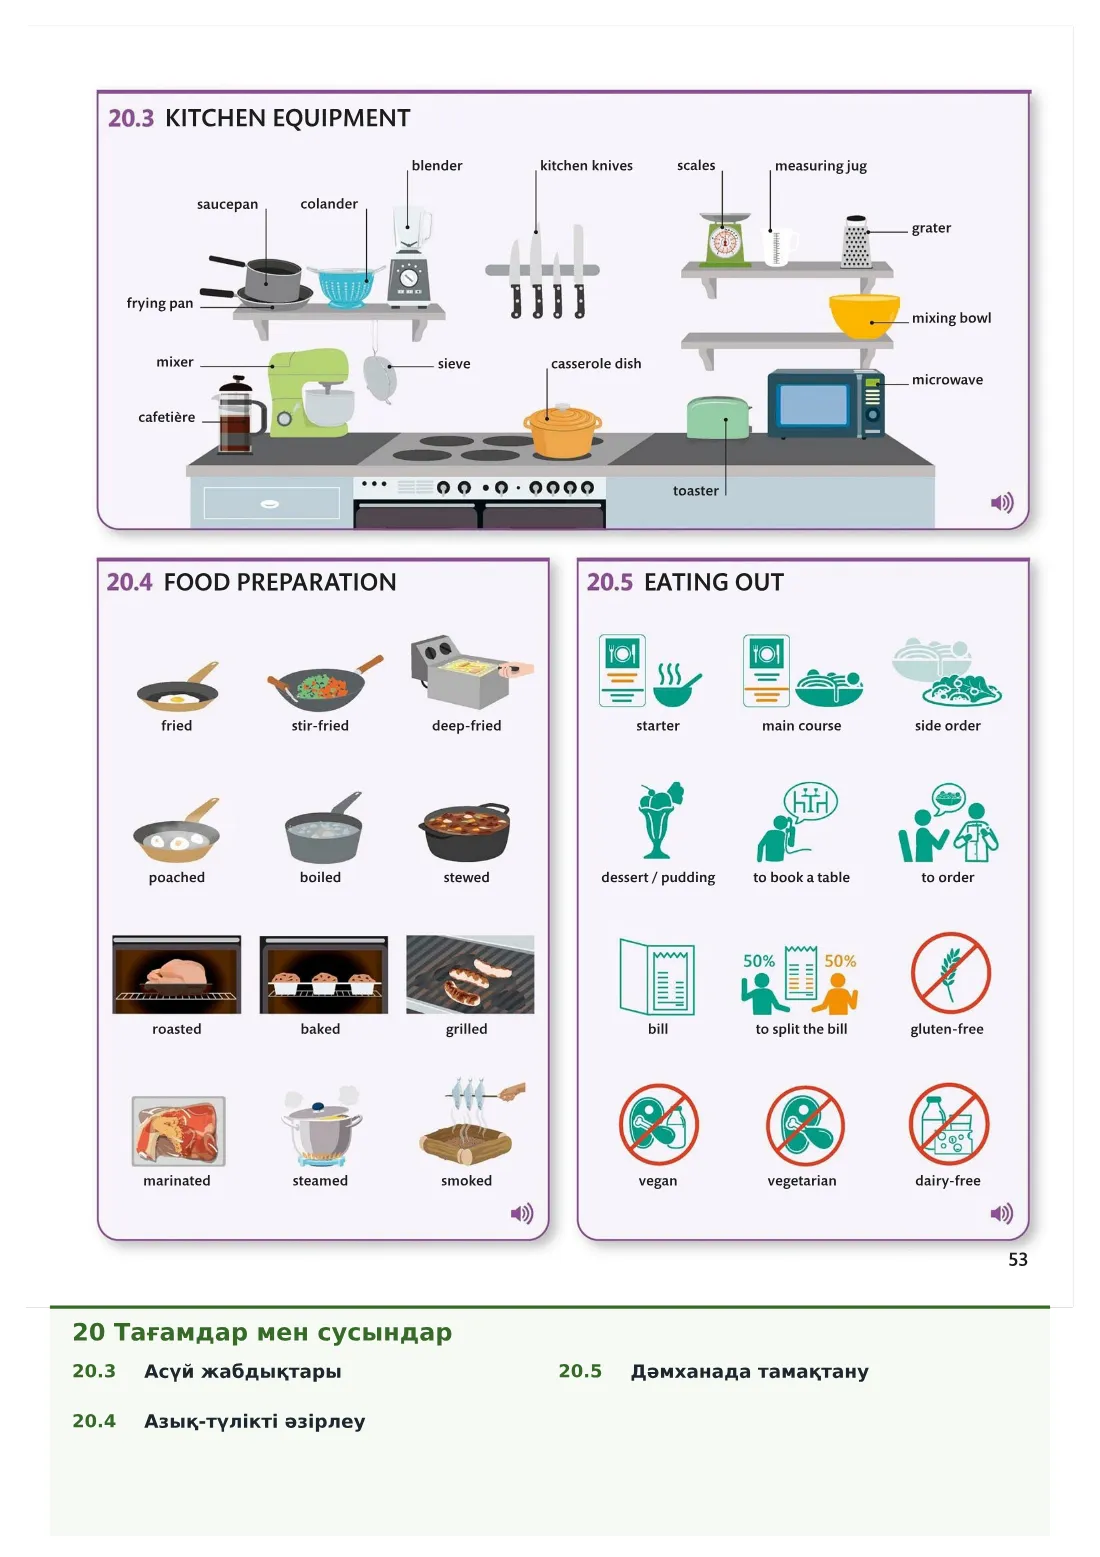 20.3 KITCHEN EQUIPMENT
blender
kitchen knives
scales
measuring jug
saucepan
colander
grater
frying pan
mixing bowl
mixer
sieve
casserole dish
microwave
cafetière
toaster
20.4 FOOD PREPARATION
fried
stir-fried
deep-fried
poached
boiled
stewed
roasted
baked
grilled
marinated
steamed
smoked
20.5 EATING OUT
starter
main course
side order
dessert / pudding
to book a table
to order
50%
50%
bill
to split the bill
gluten-free
vegan
vegetarian
dairy-free
53
20 Тағамдар мен сусындар
20.3 Асүй жабдықтары
20.5 Дәмханада тамақтану
20.4 Азық-түлікті әзірлеу